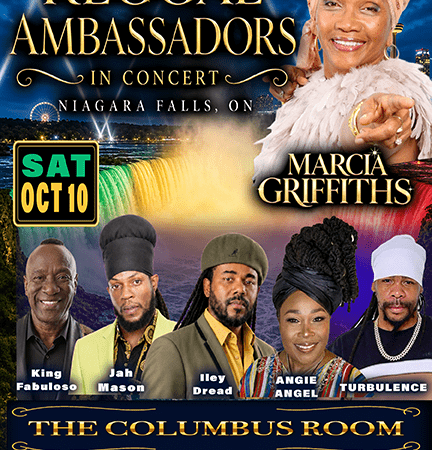 REGGAE
AMBASSADORS
IN CONCERT
NIAGARA FALLS, ON
SAT
OCT 10
MARCIA
GRIFFITHS
King
Fabuloso
Jah
Mason
Iley
Dread
ANGIE
ANGEL
TURBULENCE
THE COLUMBUS ROOM